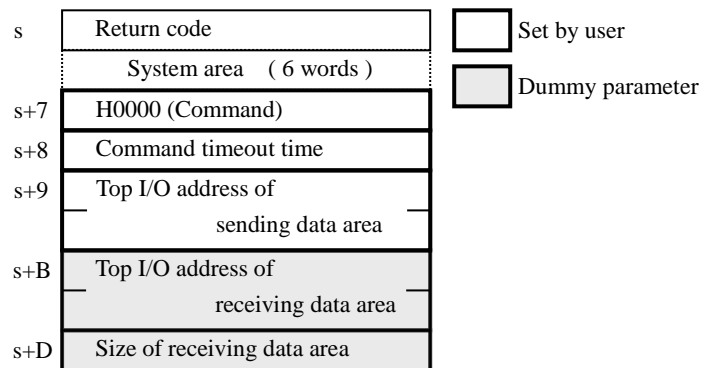 s Return code
System area ( 6 words )
s+7 H0000 (Command)
s+8 Command timeout time
s+9 Top I/O address of
sending data area
s+B Top I/O address of
receiving data area
s+D Size of receiving data area
Set by user
Dummy parameter